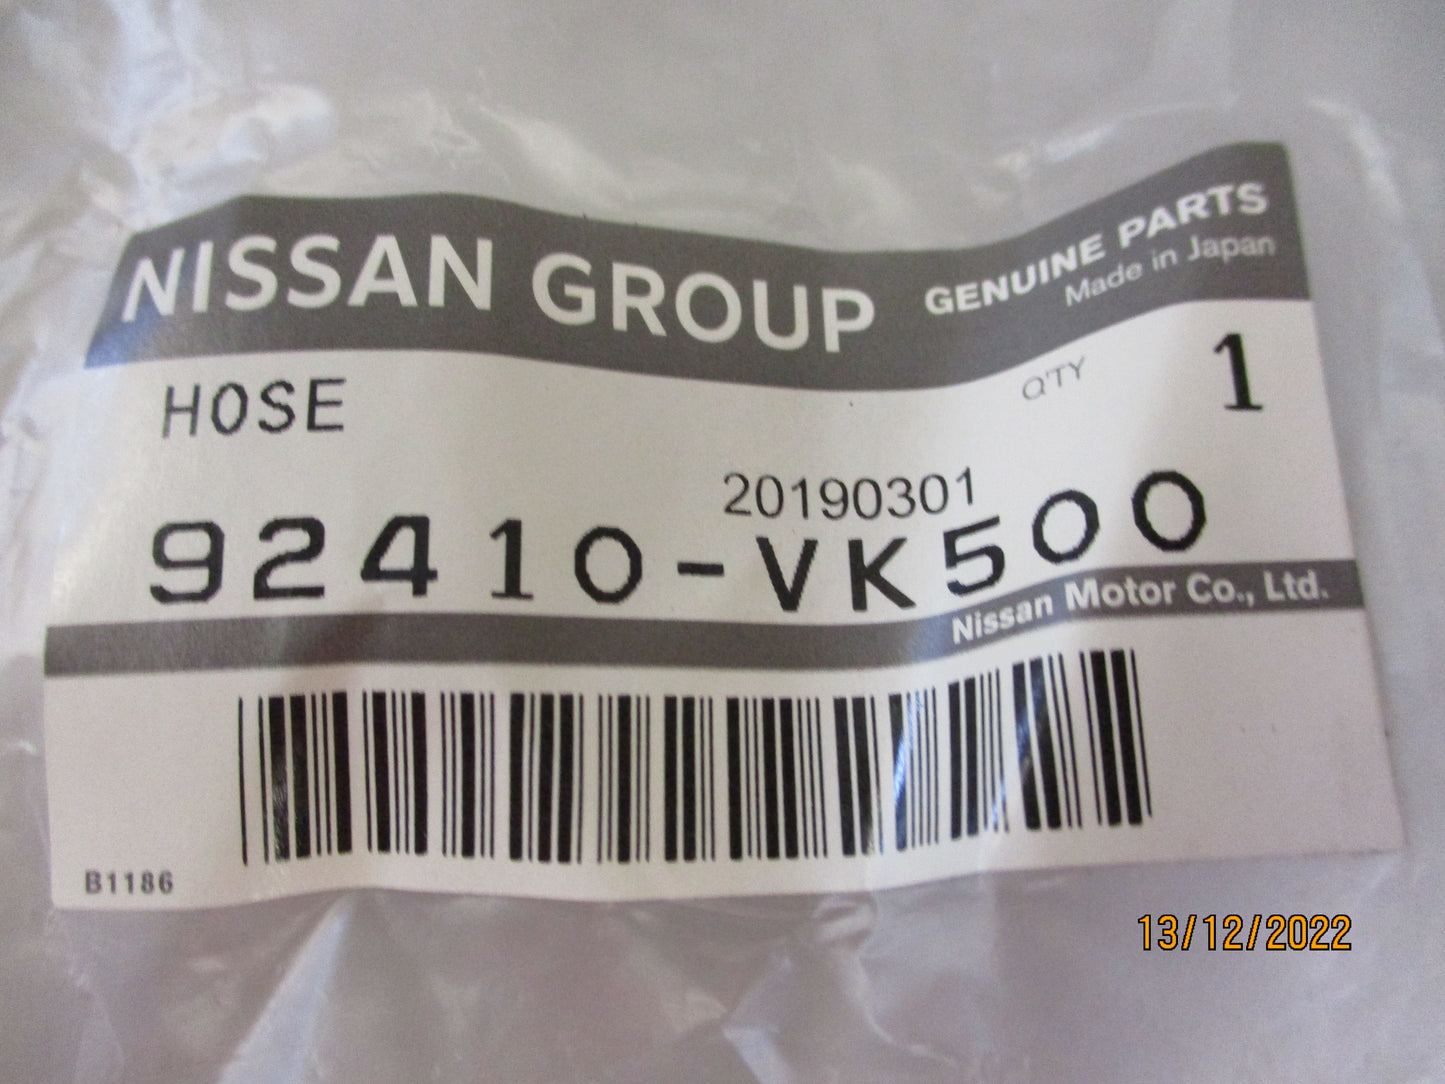 NISSAN GROUP
GENUINE PARTS
Made in Japan
HOSE
Q'TY 1
20190301
92410-VK500
Nissan Motor Co., Ltd.
B1186
13/12/2022